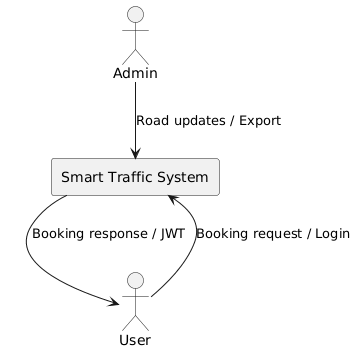 Admin
Road updates / Export
Smart Traffic System
Booking response / JWT
Booking request / Login
User